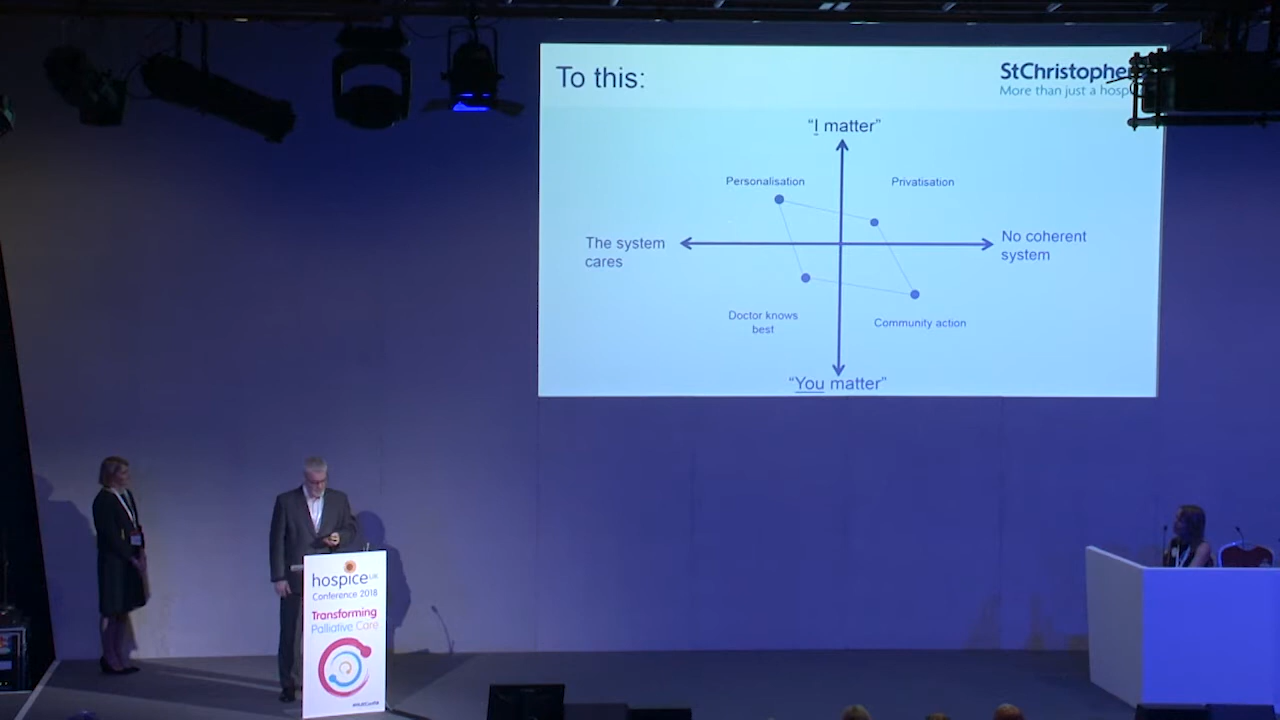 To this:
StChristophe
More than just a hosp
"I matter"
Personalisation
Privatisation
The system
cares
No coherent
system
Doctor knows
best
Community action
"You matter"
hospice UK
Conference 2018
Transforming
Palliative Care